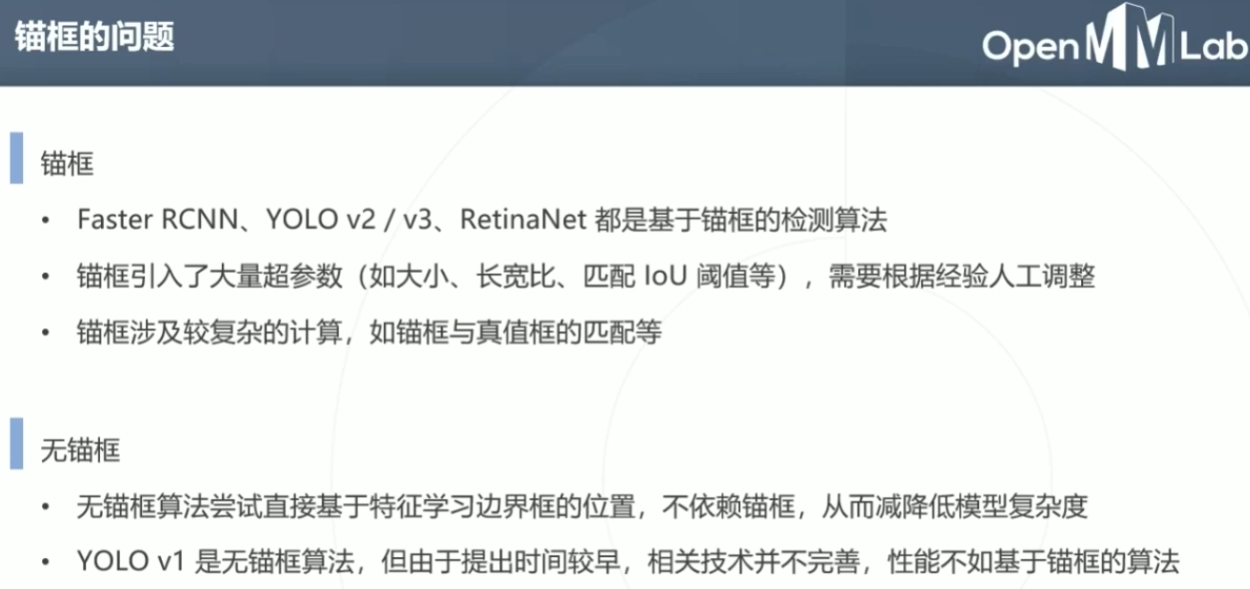 锚框的问题
OpenMMLab
锚框
• Faster RCNN、YOLO v2 / v3、RetinaNet 都是基于锚框的检测算法
• 锚框引入了大量超参数（如大小、长宽比、匹配 IoU 阈值等），需要根据经验人工调整
• 锚框涉及较复杂的计算，如锚框与真值框的匹配等
无锚框
• 无锚框算法尝试直接基于特征学习边界框的位置，不依赖锚框，从而减降低模型复杂度
• YOLO v1 是无锚框算法，但由于提出时间较早，相关技术并不完善，性能不如基于锚框的算法